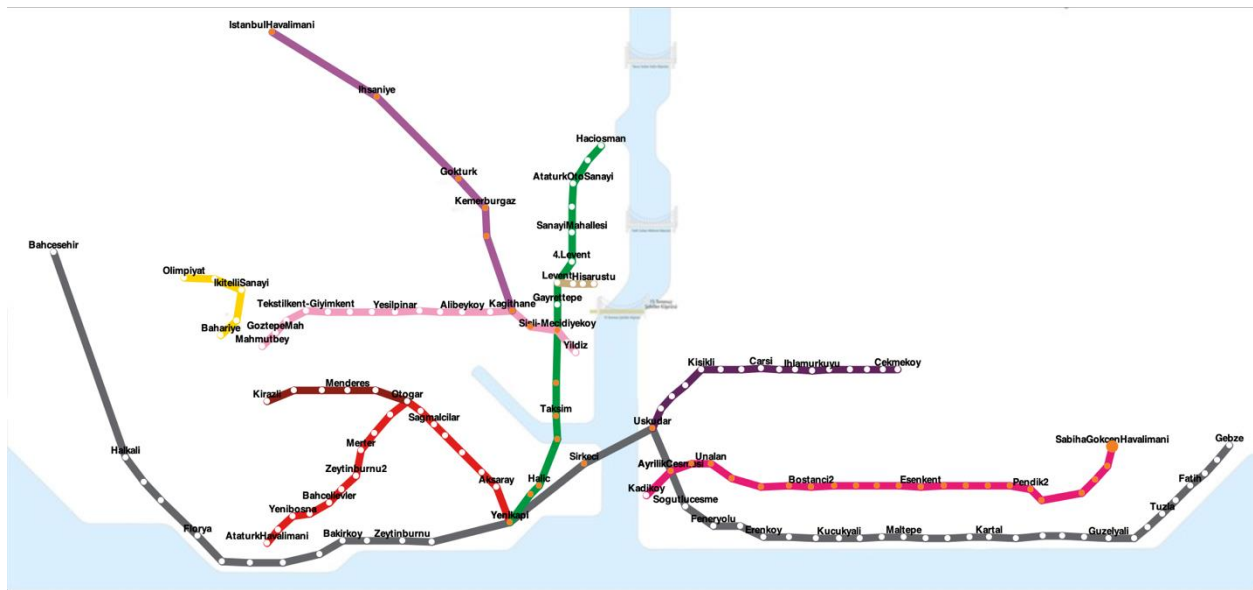 IstanbulHavalimani
Ihsaniye
Haciosman
Gokturk
AtaturkOtoSanayi
Kemerburgaz
SanayiMahallesi
Bahcesehir
4.Levent
Olimpiyat
Levent
Hisarustu
IkitelliSanayi
Gayrettepe
Tekstilkent-Giyimkent
Yesilpinar
Alibeykoy
Kagithane
Bahariye
GoztepeMah
Sisli-Mecidiyekoy
Mahmutbey
Yildiz
Kisikli
Carsi
Ihlamurkuyu
Cekmekoy
Kirazli
Menderes
Otogar
Sagmalcilar
Taksim
Uskudar
Merter
Halkali
Sirkeci
AyrilikCesmesi
Unalan
SabihaGokcenHavalimani
Gebze
Zeytinburnu2
Aksaray
Halic
Kadikoy
Bostanci2
Esenkent
Pendik2
Fatih
Bahcelievler
Sogutlucesme
Yenibosna
Yenikapi
Tuzla
Florya
AtaturkHavalimani
Bakirkoy
Zeytinburnu
Feneryolu
Erenkoy
Kucukyali
Maltepe
Kartal
Guzelyali